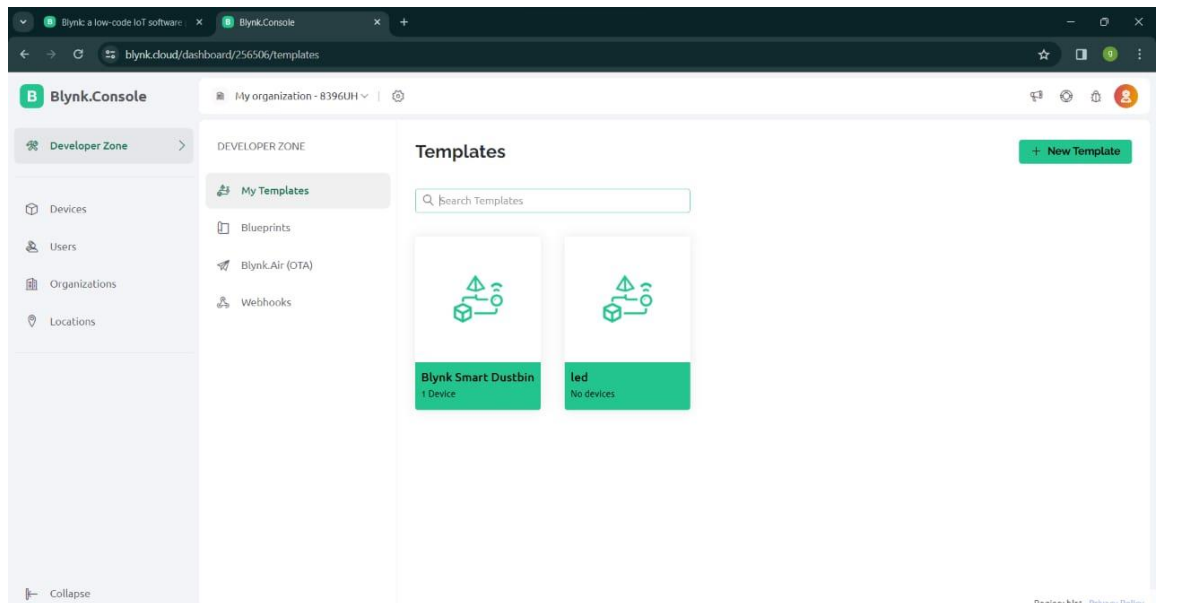 Blynk: a low-code IoT software
Blynk.Console
blynk.cloud/dashboard/256506/templates
g
B Blynk.Console
My organization - 8396UH
Developer Zone
DEVELOPER ZONE
Templates
+ New Template
My Templates
Search Templates
Devices
Blueprints
Users
Blynk.Air (OTA)
Organizations
Webhooks
Locations
Blynk Smart Dustbin
1 Device
led
No devices
Collapse
Privacy Policy